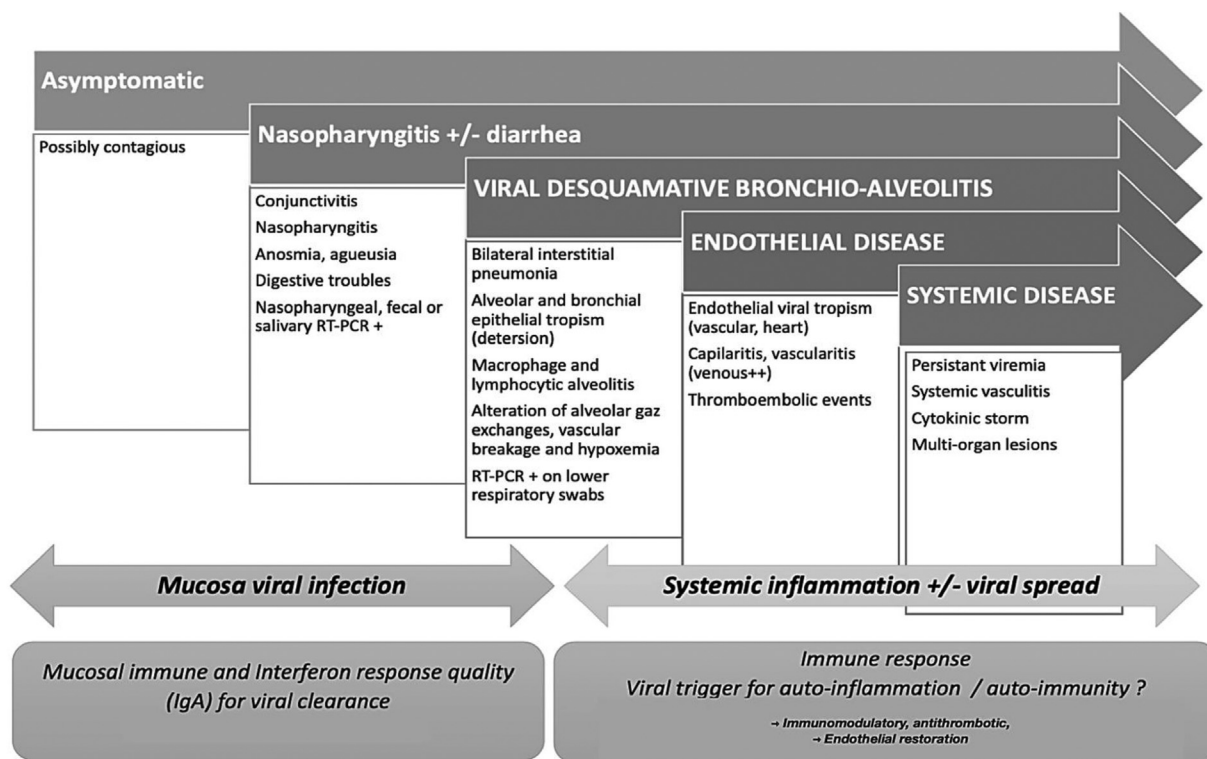 Asymptomatic
Possibly contagious
Nasopharyngitis +/- diarrhea
Conjunctivitis
Nasopharyngitis
Anosmia, agueusia
Digestive troubles
Nasopharyngeal, fecal or
salivary RT-PCR +
VIRAL DESQUAMATIVE BRONCHIO-ALVEOLITIS
Bilateral interstitial
pneumonia
Alveolar and bronchial
epithelial tropism
(detersion)
Macrophage and
lymphocytic alveolitis
Alteration of alveolar gaz
exchanges, vascular
breakage and hypoxemia
RT-PCR + on lower
respiratory swabs
ENDOTHELIAL DISEASE
Endothelial viral tropism
(vascular, heart)
Capilaritis, vascularitis
(venous++)
Thromboembolic events
SYSTEMIC DISEASE
Persistant viremia
Systemic vasculitis
Cytokinic storm
Multi-organ lesions
Mucosa viral infection
Systemic inflammation +/- viral spread
Mucosal immune and Interferon response quality
(IgA) for viral clearance
Immune response
Viral trigger for auto-inflammation / auto-immunity ?
→ Immunomodulatory, antithrombotic,
→ Endothelial restoration